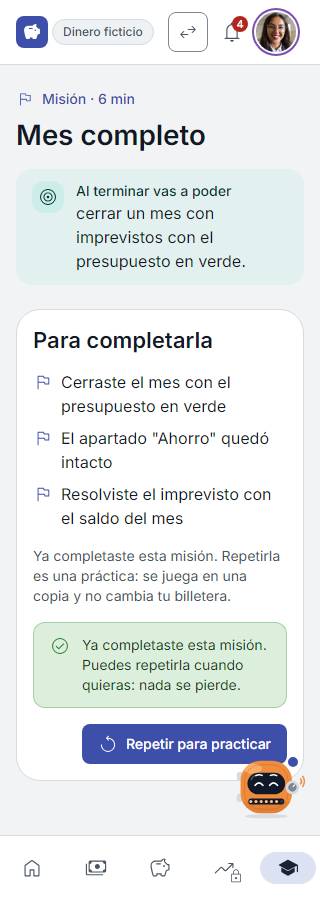 Dinero ficticio
4
Misión · 6 min
Mes completo
Al terminar vas a poder
cerrar un mes con
imprevistos con el
presupuesto en verde.
Para completarla
Cerraste el mes con el
presupuesto en verde
El apartado "Ahorro" quedó
intacto
Resolviste el imprevisto con
el saldo del mes
Ya completaste esta misión. Repetirla
es una práctica: se juega en una
copia y no cambia tu billetera.
Ya completaste esta misión.
Puedes repetirla cuando
quieras: nada se pierde.
Repetir para practicar